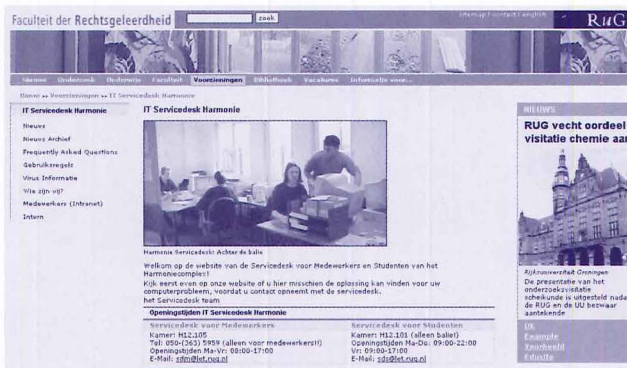 Faculteit der Rechtsgeleerdheid
zoek
sitemap | contact | english
RuG
Nieuws Onderzoek Onderwijs Faculteit Voorzieningen Bibliotheek Vacatures Informatie voor...
Home ›› Voorzieningen ›› IT Servicedesk Harmonie
IT Servicedesk Harmonie
Nieuws
Nieuws Archief
Frequently Asked Questions
Gebruiksregels
Virus Informatie
Wie zijn wij?
Medewerkers (Intranet)
Intern
IT Servicedesk Harmonie
Harmonie Servicedesk: Achter de balie
Welkom op de website van de Servicedesk voor Medewerkers en Studenten van het
Harmoniecomplex!
Kijk eerst even op onze website of u hier misschien de oplossing kan vinden voor uw
computerprobleem, voordat u contact opneemt met de servicedesk.
het Servicedesk team
Openingstijden IT Servicedesk Harmonie
Servicedesk voor Medewerkers
Kamer: H12.105
Tel: 050-(363) 5959 (alleen voor medewerkers!!)
Openingstijden Ma-Vr: 08:00-17:00
E-Mail: sdm@let.rug.nl
Servicedesk voor Studenten
Kamer: H12.101 (alleen balie!)
Openingstijden Ma-Do: 09:00-22:00
Vr: 09:00-17:00
E-Mail: sds@let.rug.nl
NIEUWS
RUG vecht oordeel
visitatie chemie aan
Rijksuniversiteit Groningen
De presentatie van het
onderzoeksvisitatie
scheikunde is uitgesteld nada
de RUG en de UU bezwaar
aantekende
UK
Example
Voorbeeld
Edusite